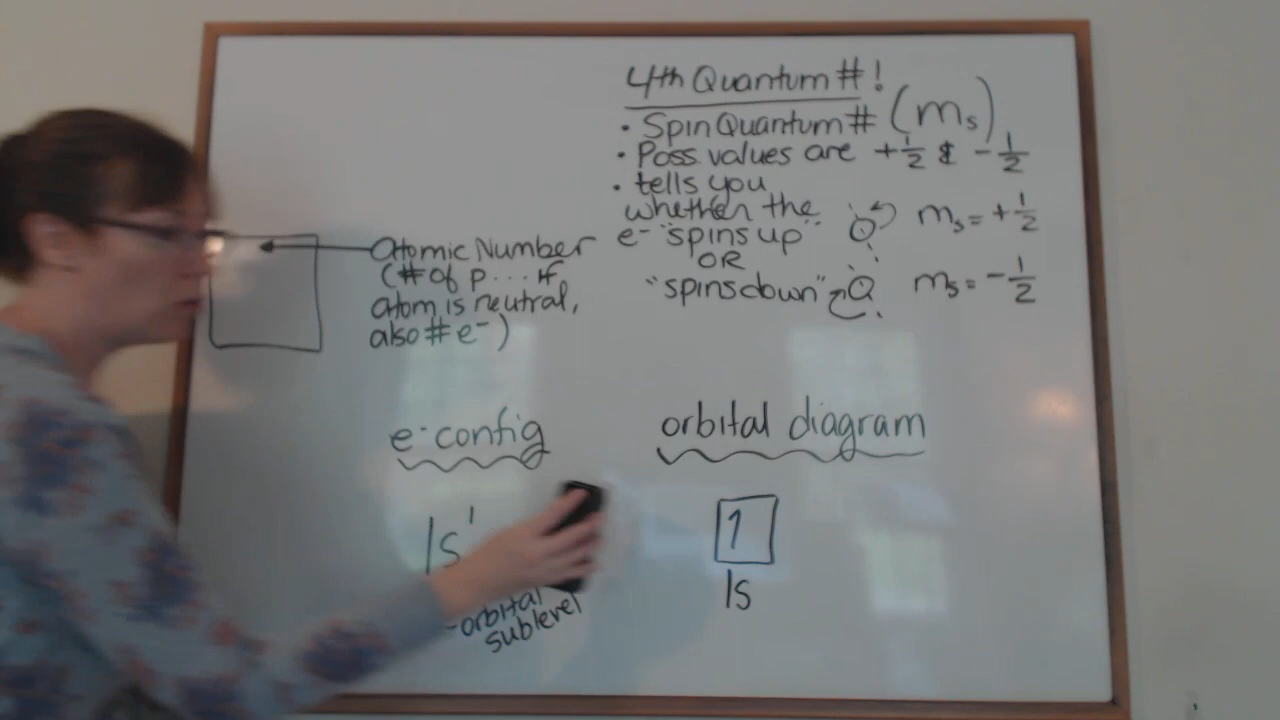 4th Quantum #!
• Spin Quantum # (ms)
• Poss. values are +1/2 & -1/2
• tells you
whether the
e- "spins up" ms = +1/2
OR
"spins down" ms = -1/2
Atomic Number
(# of p... if
atom is neutral,
also # e-)
e- config
1s¹
orbital
sublevel
orbital diagram
1
1s